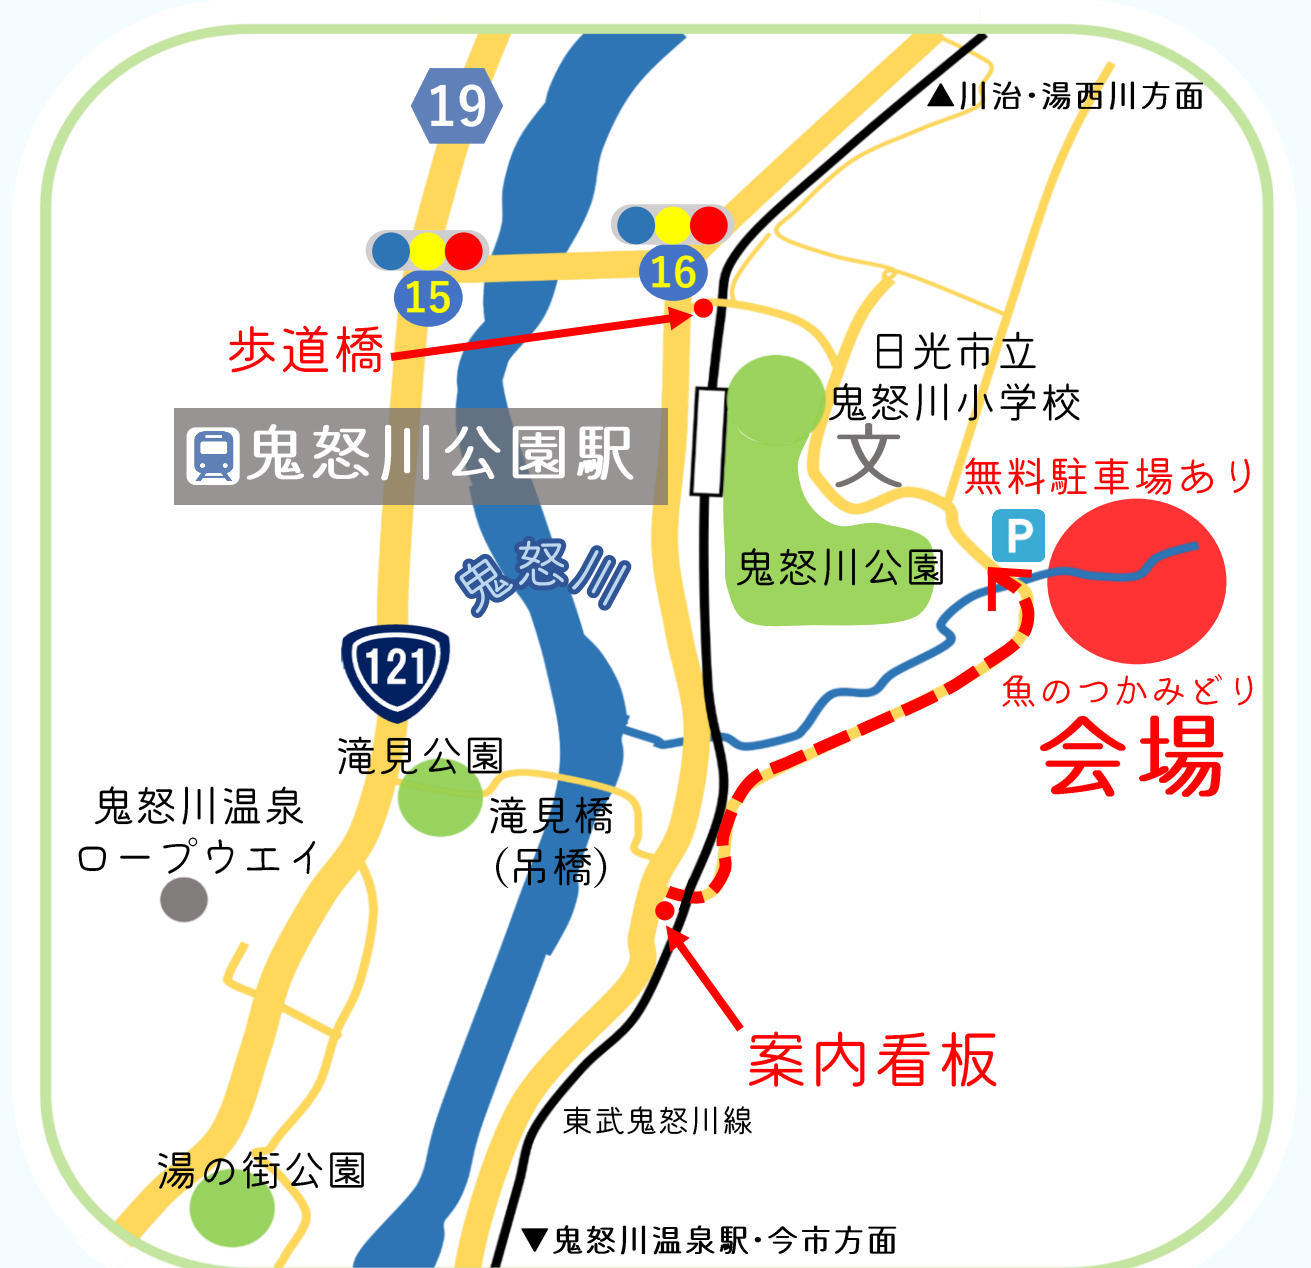 19
▲川治・湯西川方面
15
16
歩道橋
日光市立
鬼怒川小学校
文
鬼怒川公園駅
無料駐車場あり
P
鬼怒川公園
鬼怒川
121
魚のつかみどり
会場
滝見公園
鬼怒川温泉
ロープウエイ
滝見橋
(吊橋)
案内看板
東武鬼怒川線
湯の街公園
▼鬼怒川温泉駅・今市方面